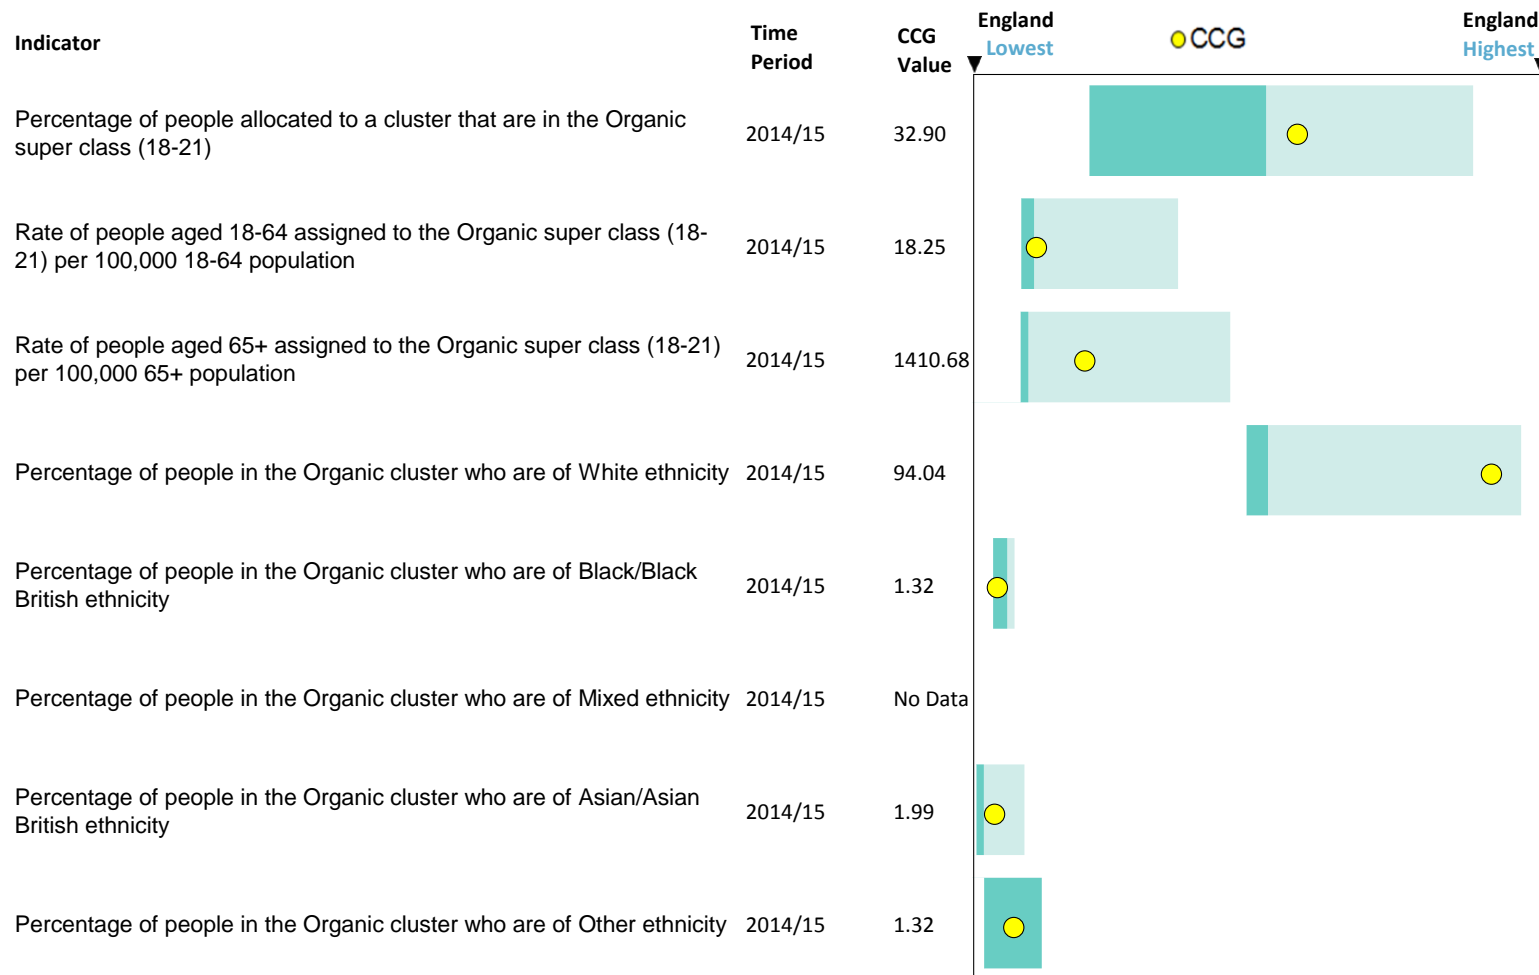 Indicator
Time Period
CCG Value
England Lowest
CCG
England Highest
Percentage of people allocated to a cluster that are in the Organic
super class (18-21)
2014/15
32.90
Rate of people aged 18-64 assigned to the Organic super class (18-
21) per 100,000 18-64 population
2014/15
18.25
Rate of people aged 65+ assigned to the Organic super class (18-21)
per 100,000 65+ population
2014/15
1410.68
Percentage of people in the Organic cluster who are of White ethnicity
2014/15
94.04
Percentage of people in the Organic cluster who are of Black/Black
British ethnicity
2014/15
1.32
Percentage of people in the Organic cluster who are of Mixed ethnicity
2014/15
No Data
Percentage of people in the Organic cluster who are of Asian/Asian
British ethnicity
2014/15
1.99
Percentage of people in the Organic cluster who are of Other ethnicity
2014/15
1.32